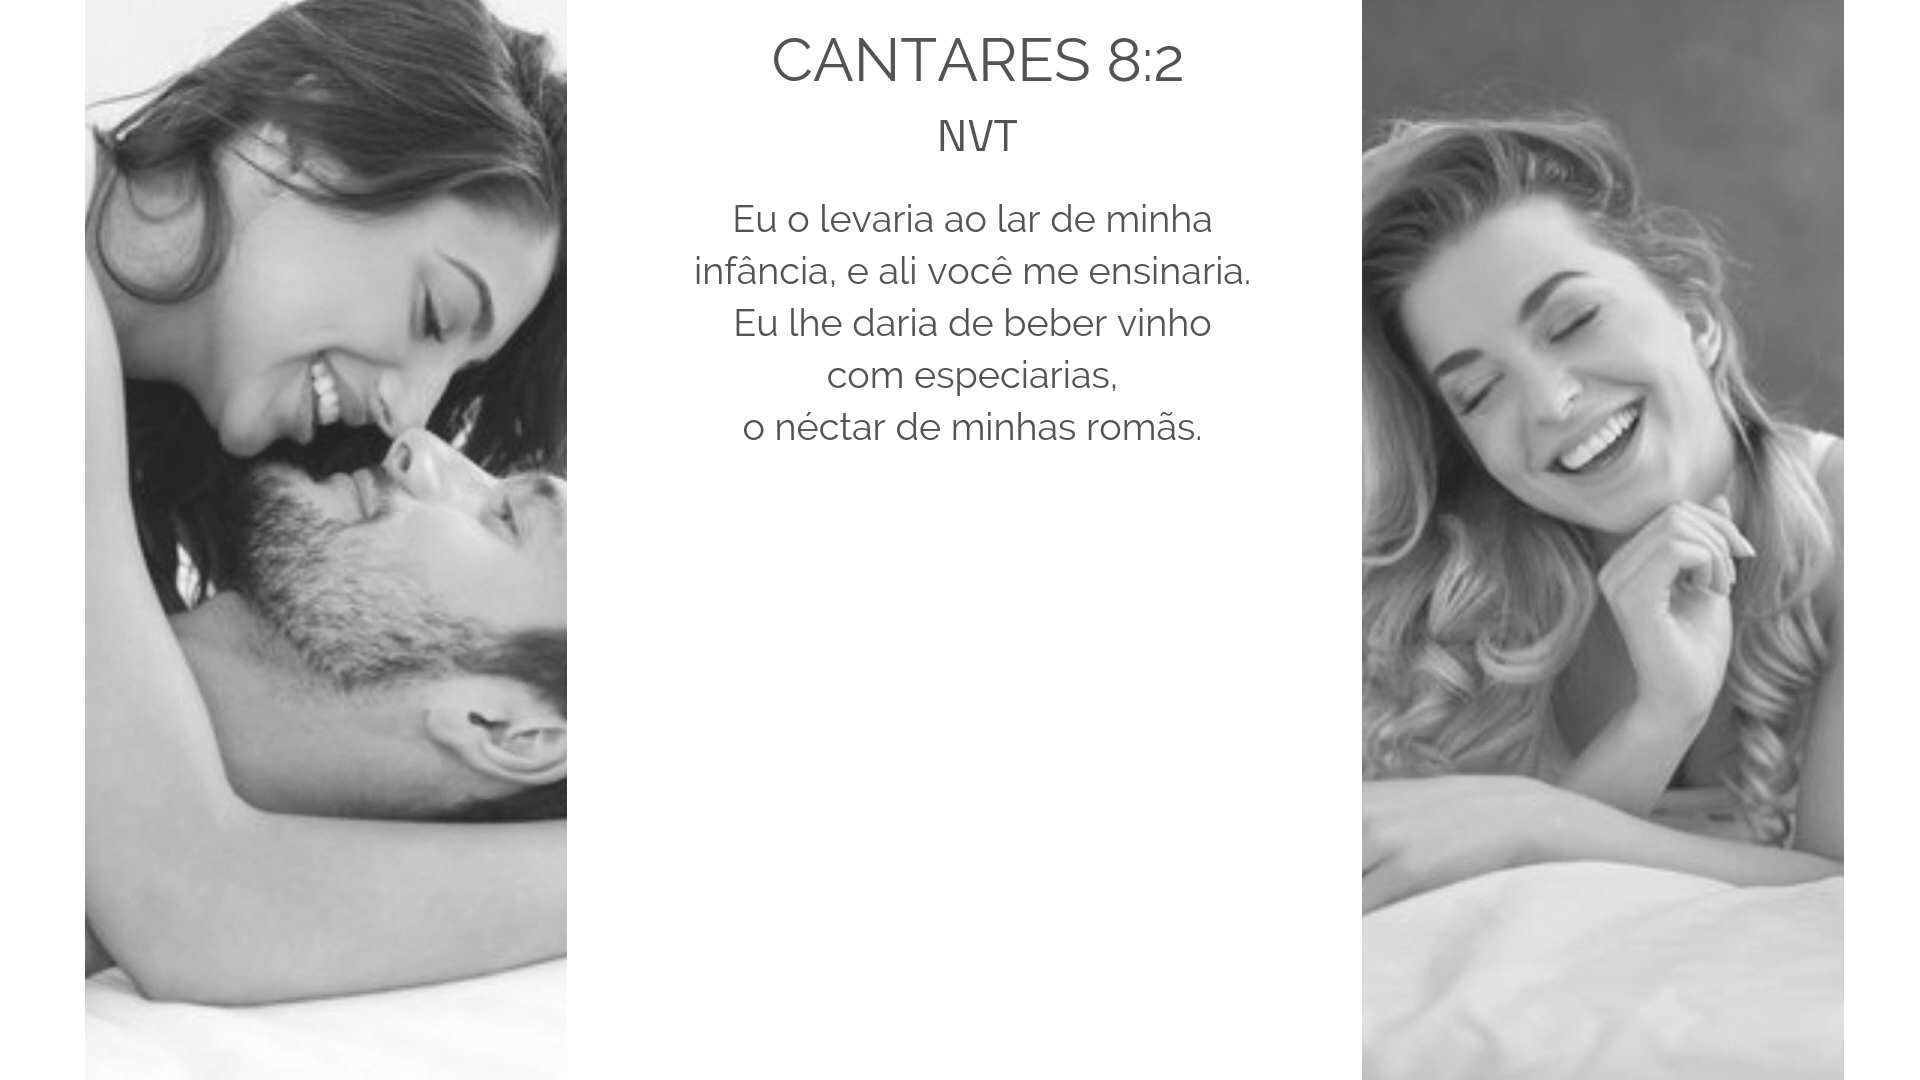 CANTARES 8:2
NVT
Eu o levaria ao lar de minha
infância, e ali você me ensinaria.
Eu lhe daria de beber vinho
com especiarias,
o néctar de minhas romãs.